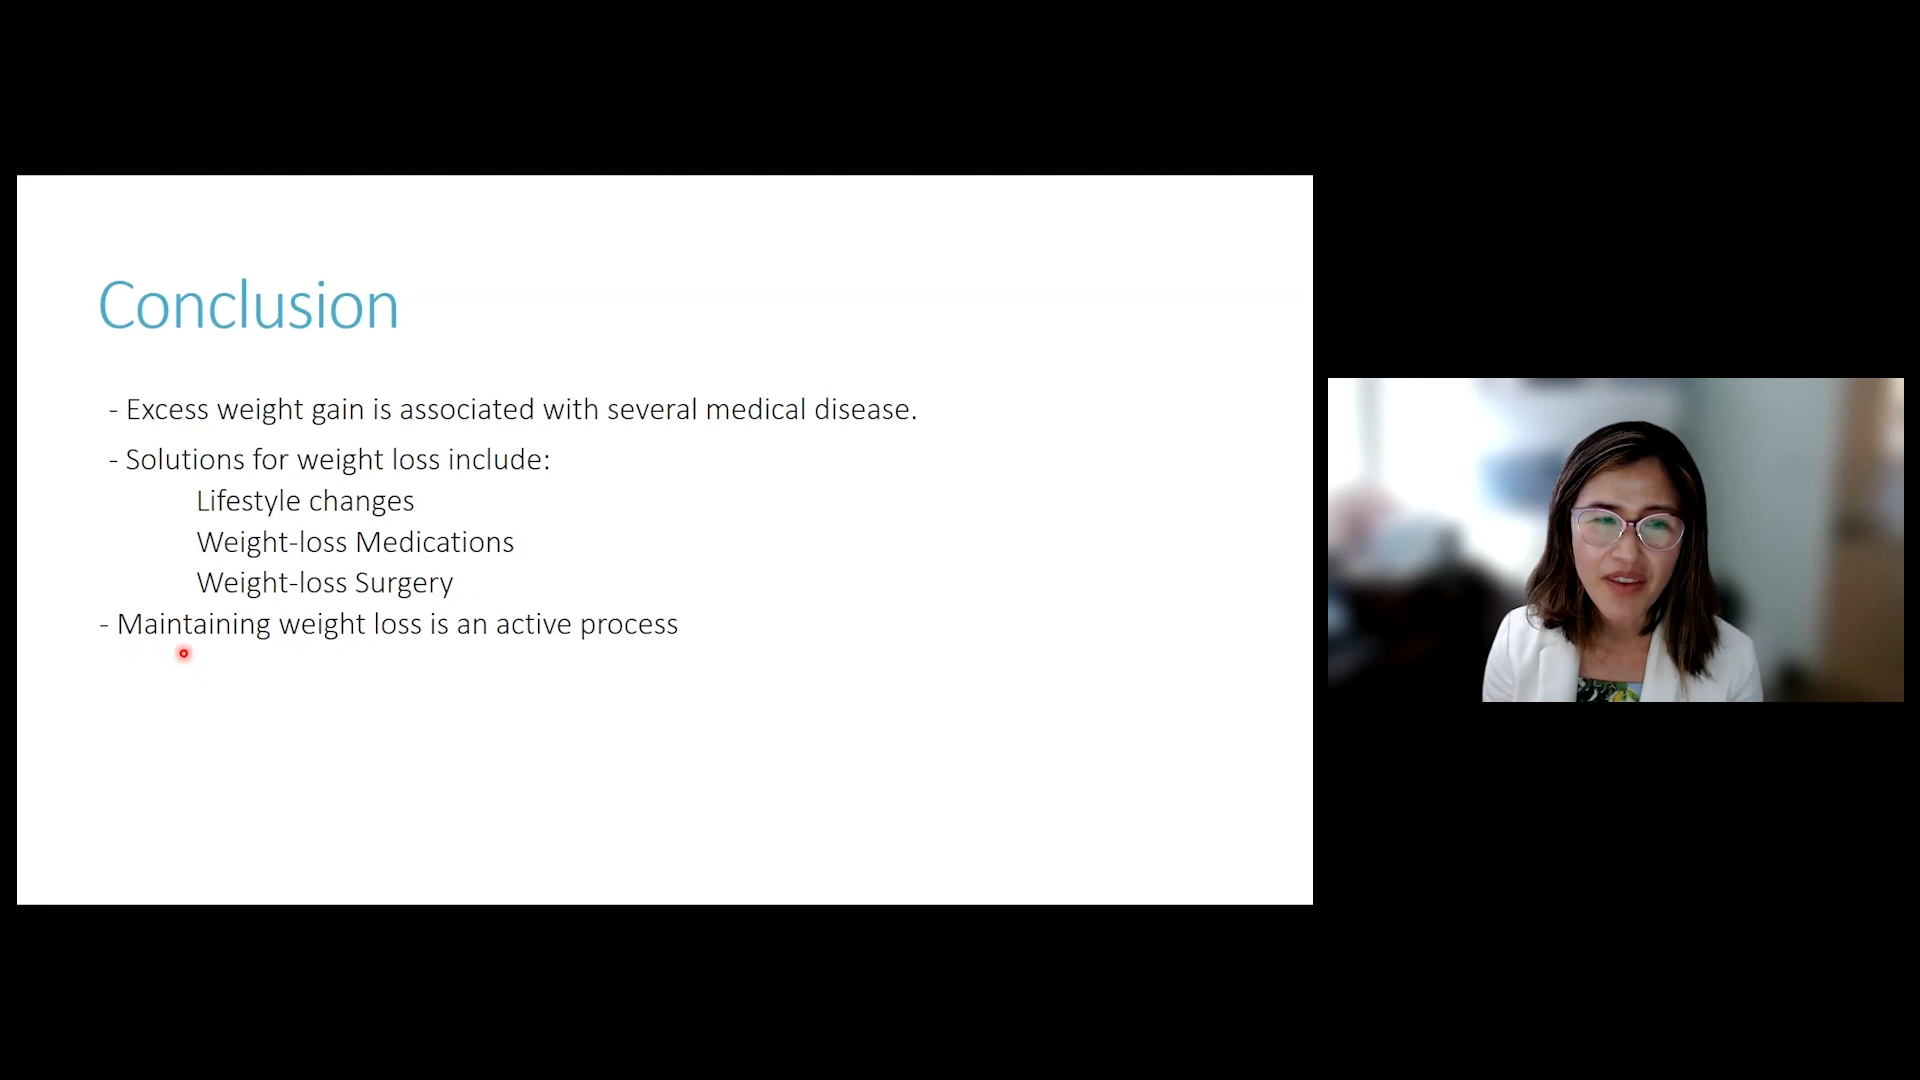 Conclusion
- Excess weight gain is associated with several medical disease.
- Solutions for weight loss include:
Lifestyle changes
Weight-loss Medications
Weight-loss Surgery
- Maintaining weight loss is an active process